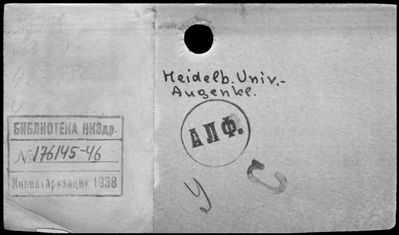 Heidelb. Univ.-
Augenkl.
АЛФ.
БИБЛИОТЕКА НКЗдр.
№ 176145-46
Инвентаризация 1938
У С